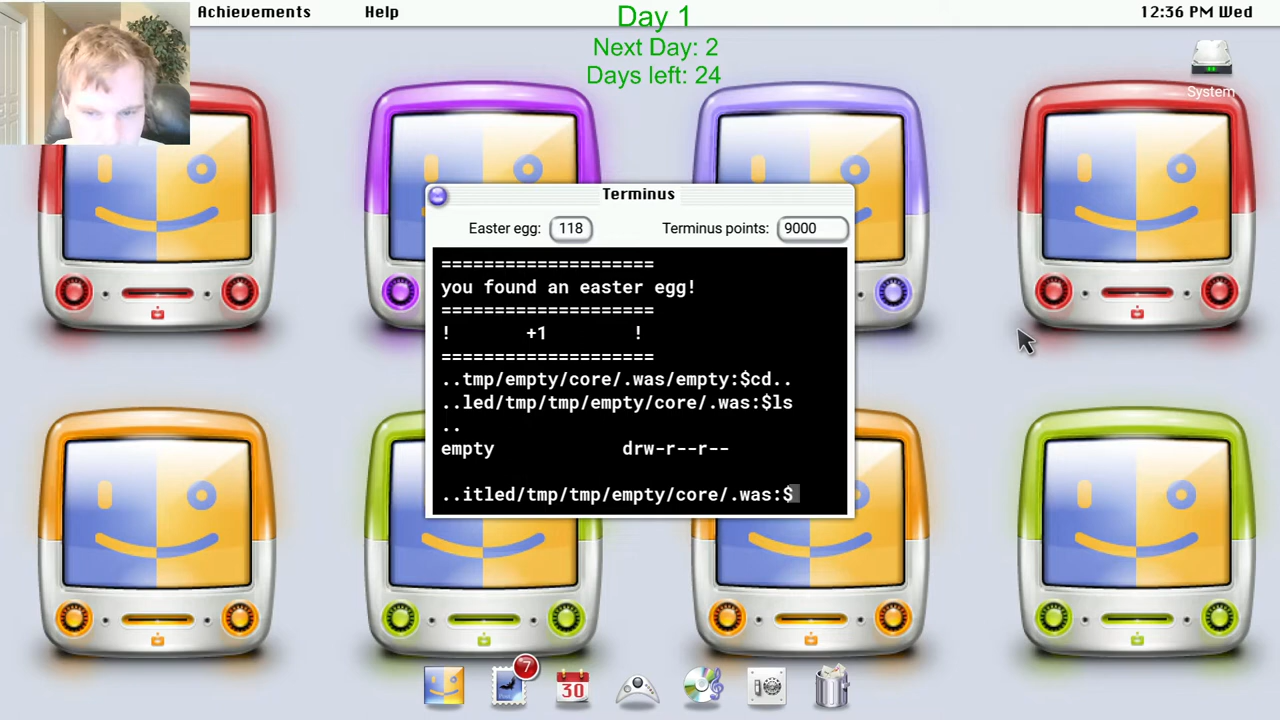 Achievements Help
12:36 PM Wed
Day 1
Next Day: 2
Days left: 24
System
Terminus
Easter egg: 118 Terminus points: 9000
====================
you found an easter egg!
====================
! +1 !
====================
..tmp/empty/core/.was/empty:$cd..
..led/tmp/tmp/empty/core/.was:$ls
..
empty drw-r--r--
..itled/tmp/tmp/empty/core/.was:$
7
30